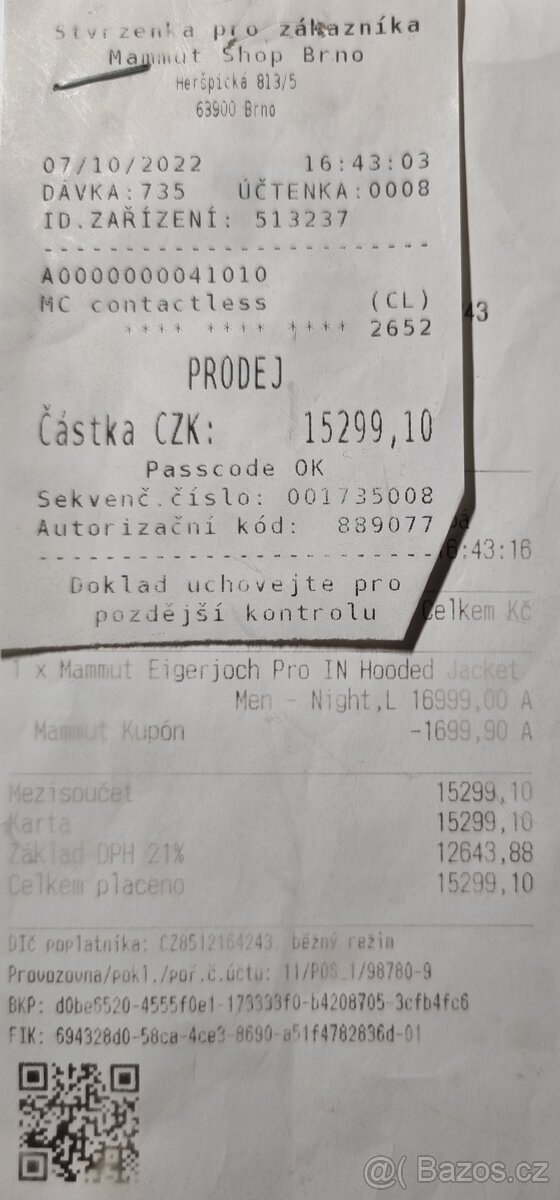 Stvrzenka pro zákazníka
Mammut Shop Brno
Heršpická 813/5
63900 Brno
07/10/2022 16:43:03
DÁVKA:735 ÚČTENKA:0008
ID.ZAŘÍZENÍ: 513237
A0000000041010
MC contactless (CL)
**** **** **** 2652
43
PRODEJ
Částka CZK: 15299,10
Passcode OK
Sekvenč.číslo: 001735008
Autorizační kód: 889077
6:43:16
Doklad uchovejte pro
pozdější kontrolu
Celkem Kč
1 x Mammut Eigerjoch Pro IN Hooded Jacket
Men - Night,L 16999,00 A
Mammut Kupón -1699,90 A
Mezisoučet 15299,10
Karta 15299,10
Základ DPH 21% 12643,88
Celkem placeno 15299,10
DIČ poplatníka: CZ8512164243, běžný režim
Provozovna/pokl./poř.č.účtu: 11/POS_1/98780-9
BKP: d0be6520-4555f0e1-179333f0-b4208705-3cfb4fc6
FIK: 694328d0-58ca-4ce3-8690-a51f4782836d-01
@( Bazos.cz